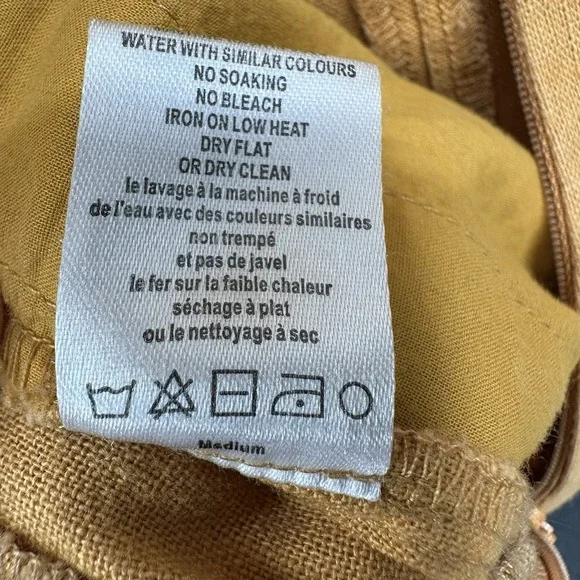 WATER WITH SIMILAR COLOURS
NO SOAKING
NO BLEACH
IRON ON LOW HEAT
DRY FLAT
OR DRY CLEAN
le lavage à la machine à froid
de l'eau avec des couleurs similaires
non trempé
et pas de javel
le fer sur la faible chaleur
séchage à plat
ou le nettoyage à sec
Medium